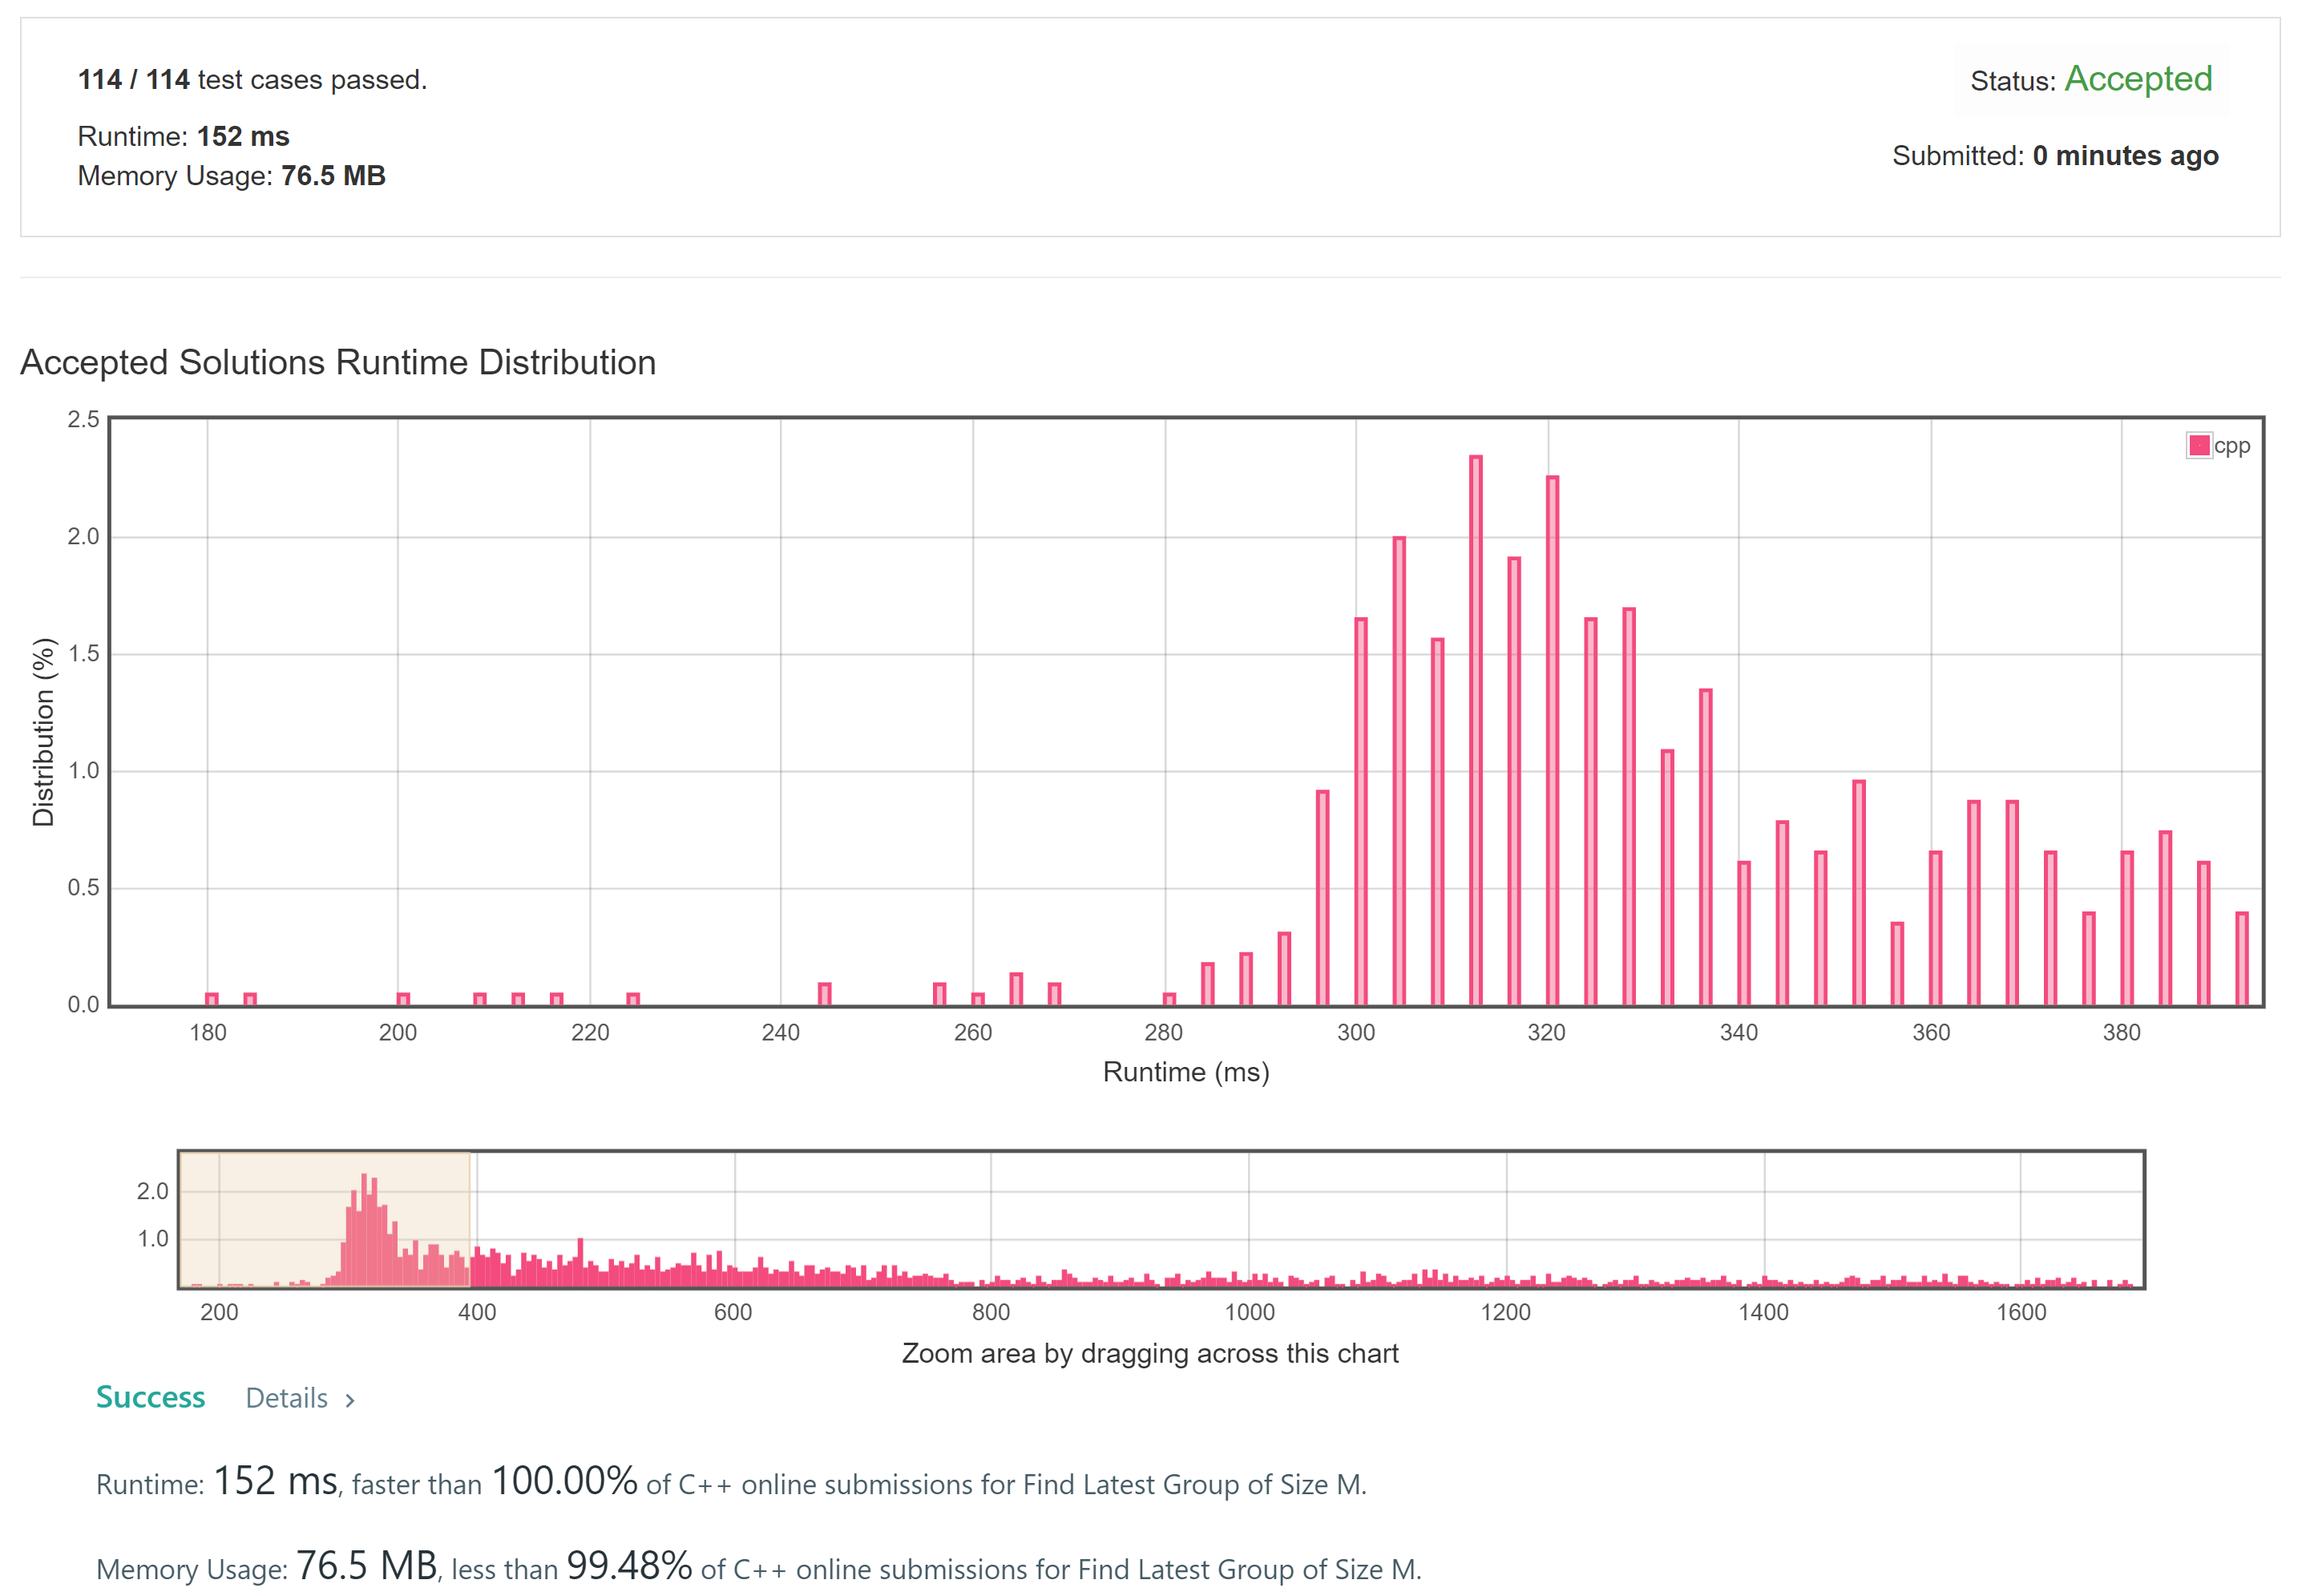 114 / 114 test cases passed.
Status: Accepted
Runtime: 152 ms
Submitted: 0 minutes ago
Memory Usage: 76.5 MB
Accepted Solutions Runtime Distribution
2.5
2.0
1.5
1.0
0.5
0.0
Distribution (%)
cpp
180 200 220 240 260 280 300 320 340 360 380
Runtime (ms)
2.0
1.0
200 400 600 800 1000 1200 1400 1600
Zoom area by dragging across this chart
Success Details ›
Runtime: 152 ms, faster than 100.00% of C++ online submissions for Find Latest Group of Size M.
Memory Usage: 76.5 MB, less than 99.48% of C++ online submissions for Find Latest Group of Size M.